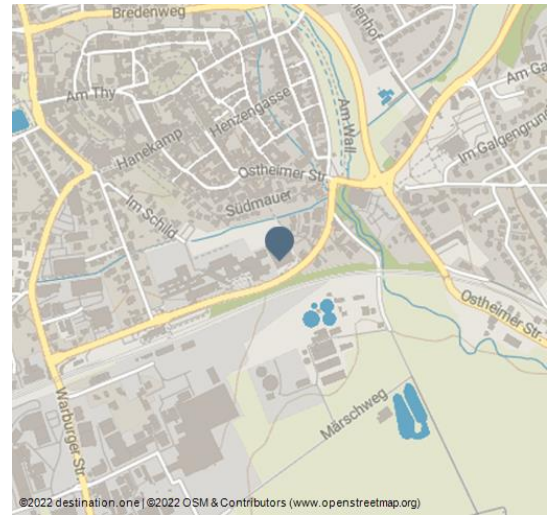 Bredenweg
Am Thy
Henzengasse
Hanekamp
Am Wall
Am Ga
Im Galgengrund
Ostheimer Str.
Südmauer
Im Schild
Ostheimer Str.
Warburger Str.
Märschweg
©2022 destination.one | ©2022 OSM & Contributors (www.openstreetmap.org)